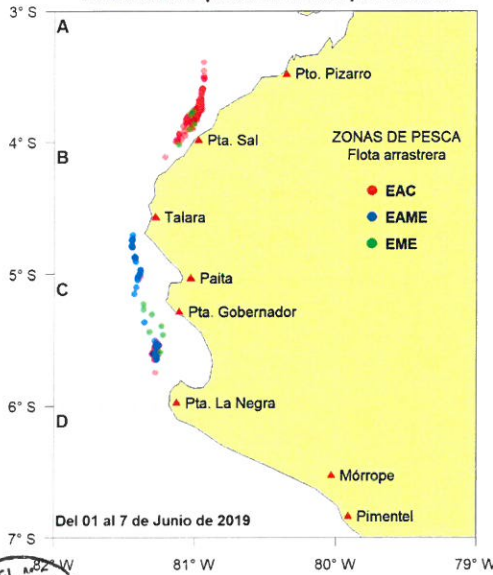 3° S
A
Pto. Pizarro
4° S
Pta. Sal
B
ZONAS DE PESCA
Flota arrastrera
EAC
EAME
EME
Talara
5° S
C
Paita
Pta. Gobernador
6° S
D
Pta. La Negra
Mórrope
Pimentel
Del 01 al 7 de Junio de 2019
7° S
82° W
81° W
80° W
79° W